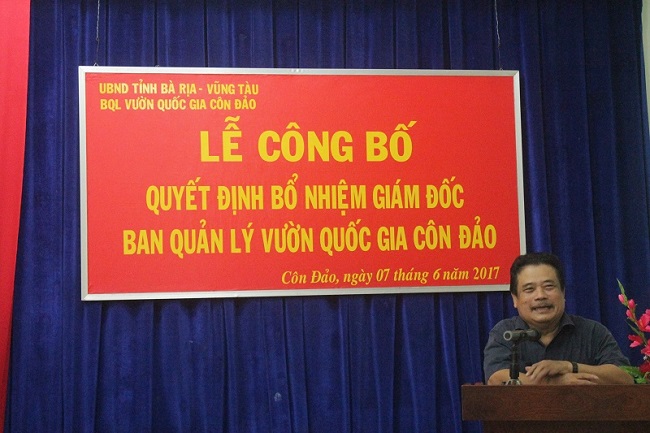 UBND TỈNH BÀ RỊA - VŨNG TÀU
BQL VƯỜN QUỐC GIA CÔN ĐẢO
LỄ CÔNG BỐ
QUYẾT ĐỊNH BỔ NHIỆM GIÁM ĐỐC
BAN QUẢN LÝ VƯỜN QUỐC GIA CÔN ĐẢO
Côn Đảo, ngày 07 tháng 6 năm 2017